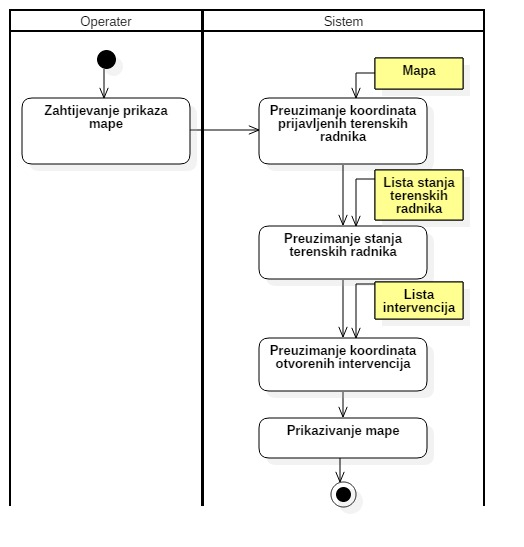 Operater
Sistem
Mapa
Zahtijevanje prikaza
mape
Preuzimanje koordinata
prijavljenih terenskih
radnika
Lista stanja
terenskih
radnika
Preuzimanje stanja
terenskih radnika
Lista
intervencija
Preuzimanje koordinata
otvorenih intervencija
Prikazivanje mape